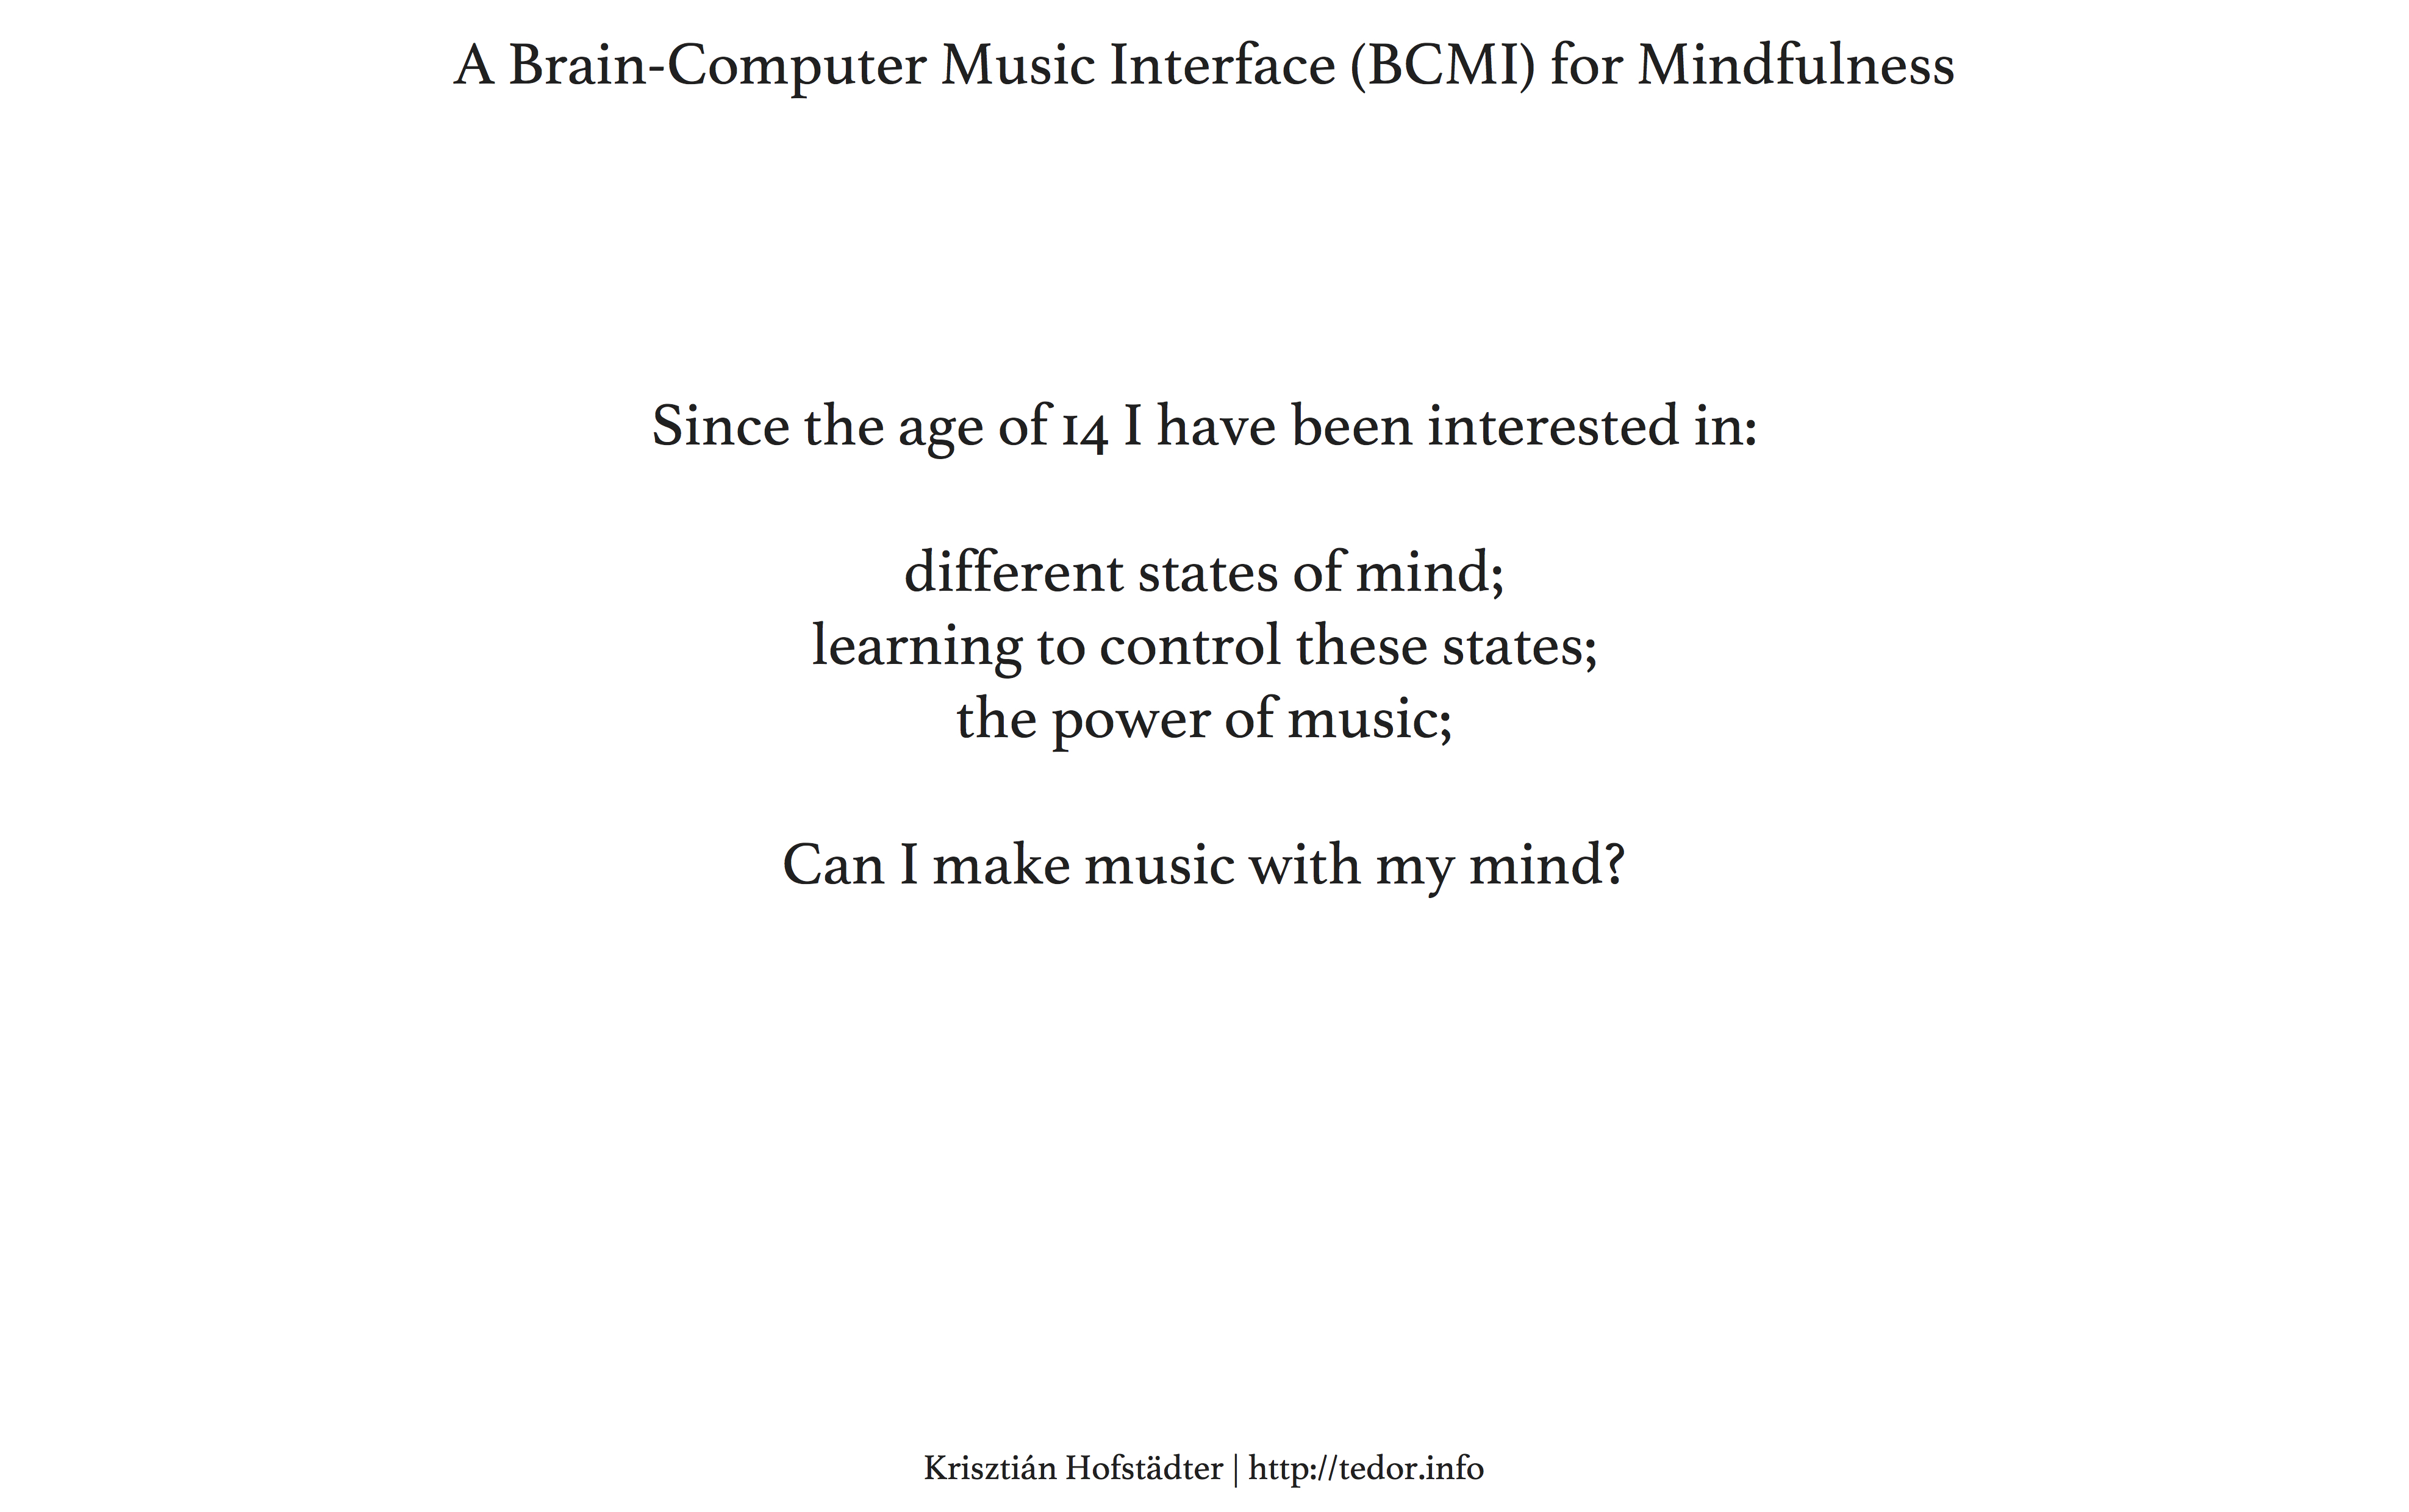 A Brain-Computer Music Interface (BCMI) for Mindfulness
Since the age of 14 I have been interested in:
different states of mind;
learning to control these states;
the power of music;
Can I make music with my mind?
Krisztián Hofstädter | http://tedor.info